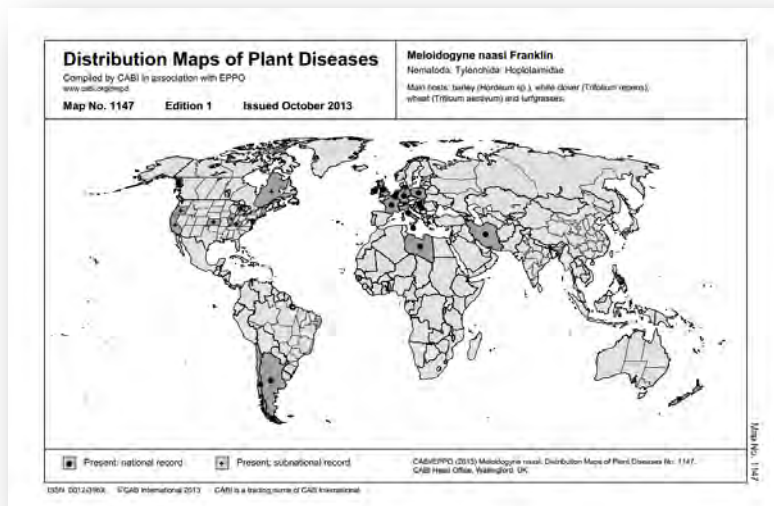 Distribution Maps of Plant Diseases
Compiled by CABI in association with EPPO
www.cabi.org/dmpd
Map No. 1147 Edition 1 Issued October 2013
Meloidogyne naasi Franklin
Nematoda: Tylenchida: Hoplolaimidae
Main hosts: barley (Hordeum sp.), white clover (Trifolium repens),
wheat (Triticum aestivum) and turfgrasses.
Present: national record
Present: subnational record
CABI/EPPO (2013) Meloidogyne naasi. Distribution Maps of Plant Diseases No. 1147.
CABI Head Office, Wallingford, UK.
Map No. 1147
ISSN 0012-396X ©CAB International 2013 CABI is a trading name of CAB International